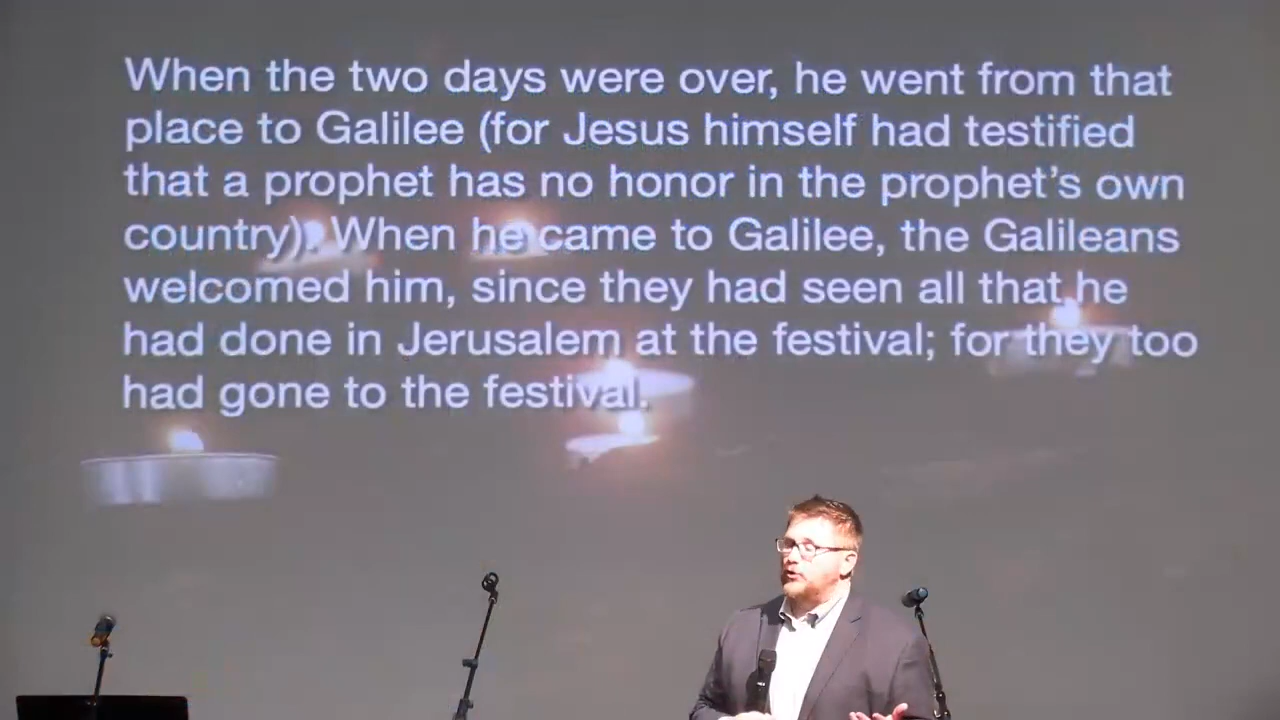 When the two days were over, he went from that
place to Galilee (for Jesus himself had testified
that a prophet has no honor in the prophet’s own
country). When he came to Galilee, the Galileans
welcomed him, since they had seen all that he
had done in Jerusalem at the festival; for they too
had gone to the festival.